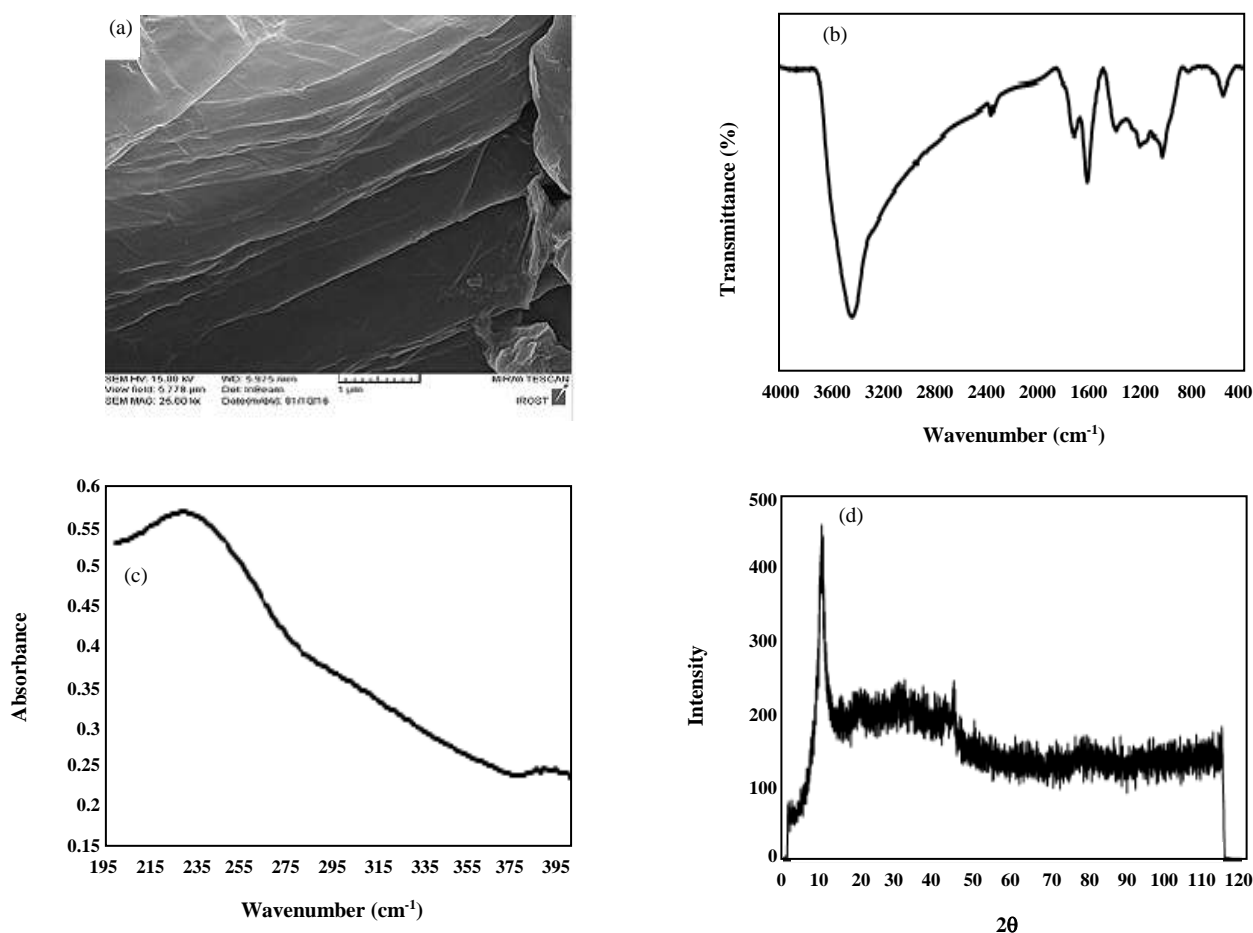 (a)
SEM HV: 15.00 kV WD: 5.975 mm
View field: 5.778 µm Det: InBeam 1 µm
SEM MAG: 25.00 kx Date(m/d/y): 01/10/16
MIRA\\ TESCAN
IROST
(b)
Transmittance (%)
4000 3600 3200 2800 2400 2000 1600 1200 800 400
Wavenumber (cm-1)
(c)
Absorbance
0.6
0.55
0.5
0.45
0.4
0.35
0.3
0.25
0.2
0.15
195 215 235 255 275 295 315 335 355 375 395
Wavenumber (cm-1)
(d)
Intensity
500
400
300
200
100
0
0 10 20 30 40 50 60 70 80 90 100 110 120
2θ